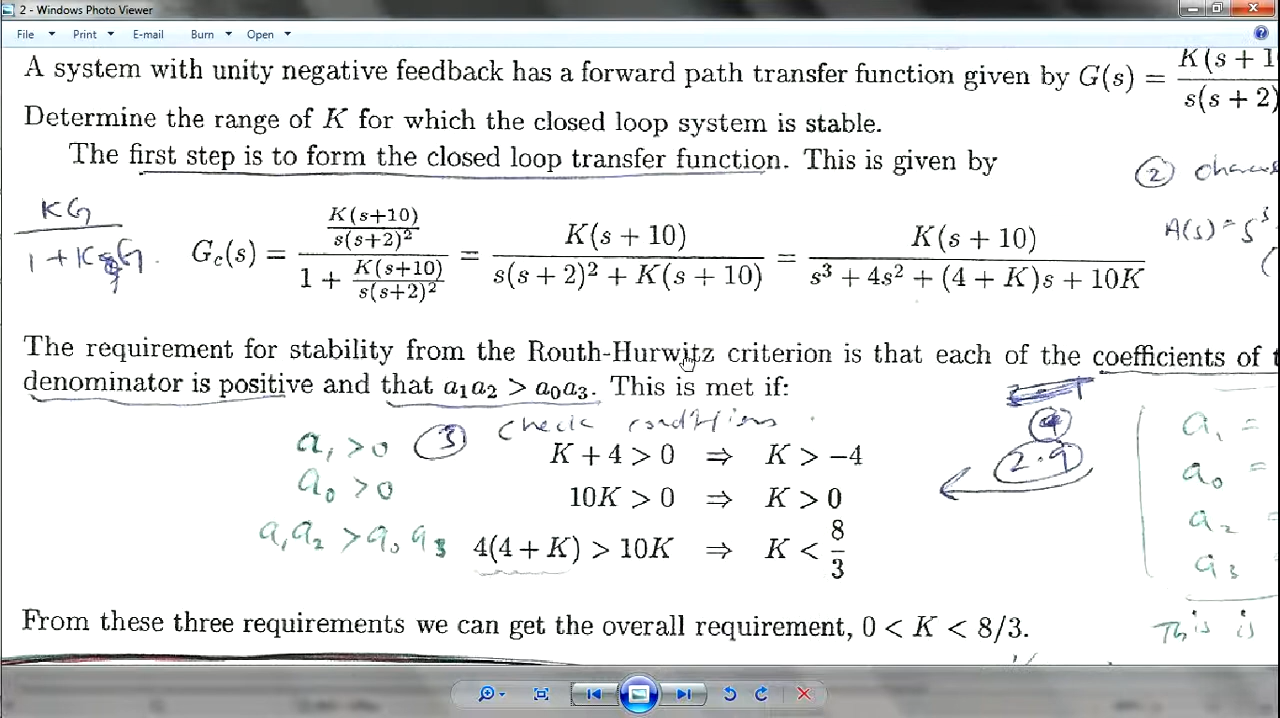 2 - Windows Photo Viewer
File Print E-mail Burn Open
A system with unity negative feedback has a forward path transfer function given by G(s) = K(s + 1 / s(s + 2)
Determine the range of K for which the closed loop system is stable.
The first step is to form the closed loop transfer function. This is given by
②
KG / 1 + K G
A(s) = s³
G_c(s) = (K(s+10) / s(s+2)²) / (1 + K(s+10) / s(s+2)²) = K(s + 10) / s(s + 2)² + K(s + 10) = K(s + 10) / s³ + 4s² + (4 + K)s + 10K
(
The requirement for stability from the Routh-Hurwitz criterion is that each of the coefficients of t
denominator is positive and that a₁a₂ > a₀a₃. This is met if:
③ check conditions
④
2.9
a₁ > 0 K + 4 > 0 ⇒ K > −4
a₀ > 0 10K > 0 ⇒ K > 0
a₁a₂ > a₀a₃ 4(4 + K) > 10K ⇒ K < 8/3
a₁ =
a₀ =
a₂ =
a₃
This is
From these three requirements we can get the overall requirement, 0 < K < 8/3.